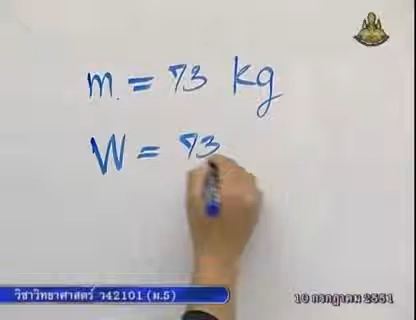 m = 73 kg
W = 73
วิชาวิทยาศาสตร์ ว42101 (ม.5)
10 กรกฎาคม 2551